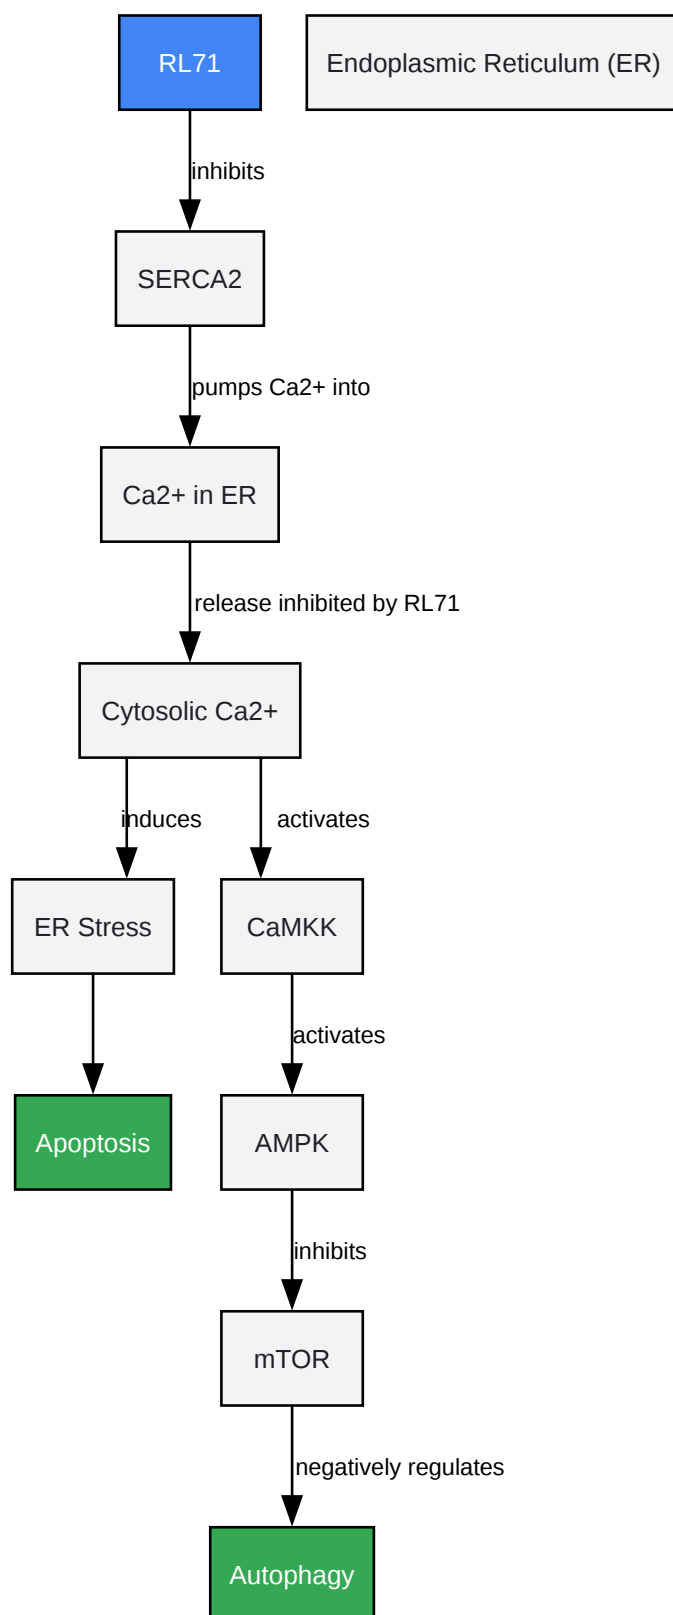 RL71
Endoplasmic Reticulum (ER)
inhibits
SERCA2
pumps Ca2+ into
Ca2+ in ER
release inhibited by RL71
Cytosolic Ca2+
induces
activates
ER Stress
CaMKK
activates
Apoptosis
AMPK
inhibits
mTOR
negatively regulates
Autophagy